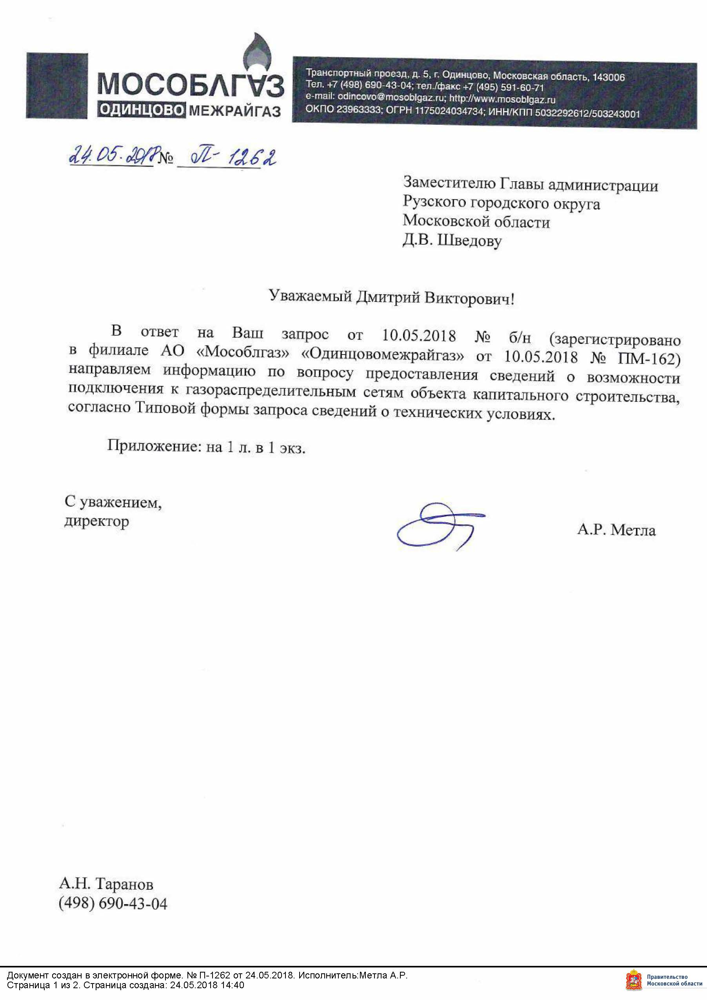 МОСОБЛГАЗ
ОДИНЦОВО МЕЖРАЙГАЗ
Транспортный проезд, д. 5, г. Одинцово, Московская область, 143006
Тел. +7 (498) 690-43-04; тел./факс +7 (495) 591-60-71
e-mail: odincovo@mosoblgaz.ru; http://www.mosoblgaz.ru
ОКПО 23963333; ОГРН 1175024034734; ИНН/КПП 5032292612/503243001
24.05.2018 № П-1262
Заместителю Главы администрации
Рузского городского округа
Московской области
Д.В. Шведову
Уважаемый Дмитрий Викторович!
В ответ на Ваш запрос от 10.05.2018 № б/н (зарегистрировано
в филиале АО «Мособлгаз» «Одинцовомежрайгаз» от 10.05.2018 № ПМ-162)
направляем информацию по вопросу предоставления сведений о возможности
подключения к газораспределительным сетям объекта капитального строительства,
согласно Типовой формы запроса сведений о технических условиях.
Приложение: на 1 л. в 1 экз.
С уважением,
директор
А.Р. Метла
А.Н. Таранов
(498) 690-43-04
Документ создан в электронной форме. № П-1262 от 24.05.2018. Исполнитель:Метла А.Р.
Страница 1 из 2. Страница создана: 24.05.2018 14:40
Правительство
Московской области